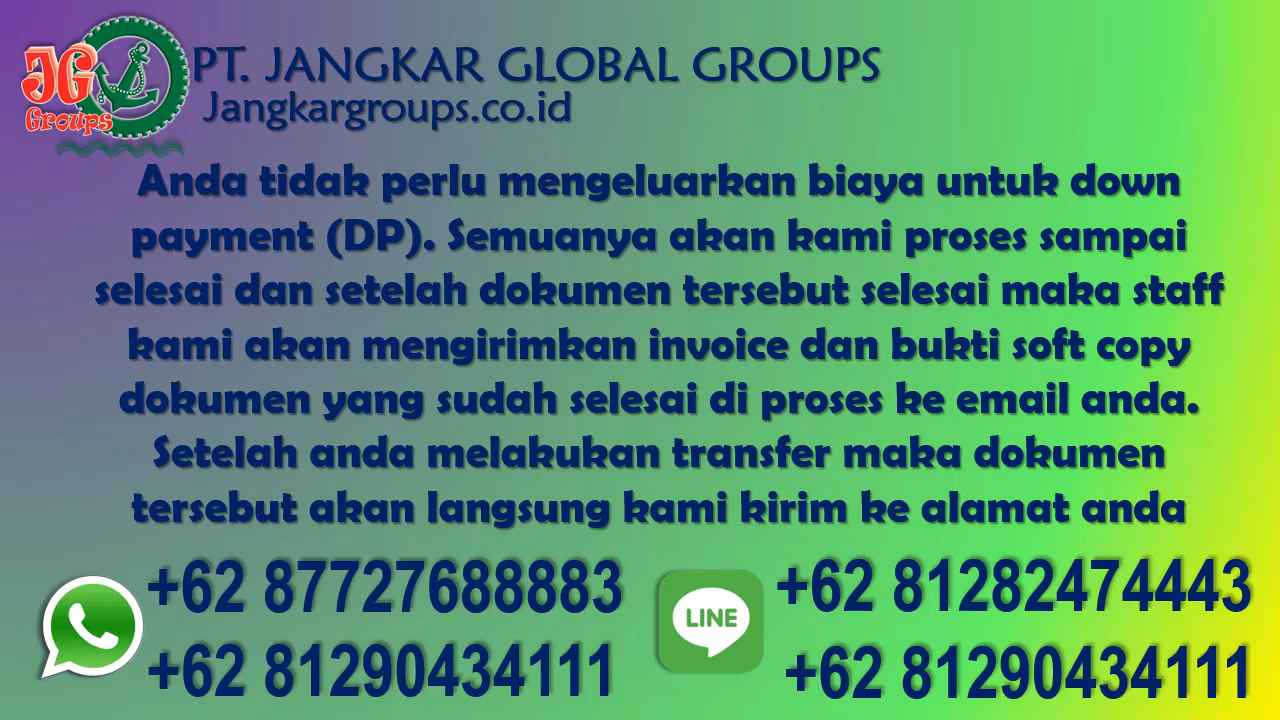 JG
Groups
PT. JANGKAR GLOBAL GROUPS
Jangkargroups.co.id
Anda tidak perlu mengeluarkan biaya untuk down
payment (DP). Semuanya akan kami proses sampai
selesai dan setelah dokumen tersebut selesai maka staff
kami akan mengirimkan invoice dan bukti soft copy
dokumen yang sudah selesai di proses ke email anda.
Setelah anda melakukan transfer maka dokumen
tersebut akan langsung kami kirim ke alamat anda
+62 87727688883
+62 81290434111
LINE
+62 81282474443
+62 81290434111